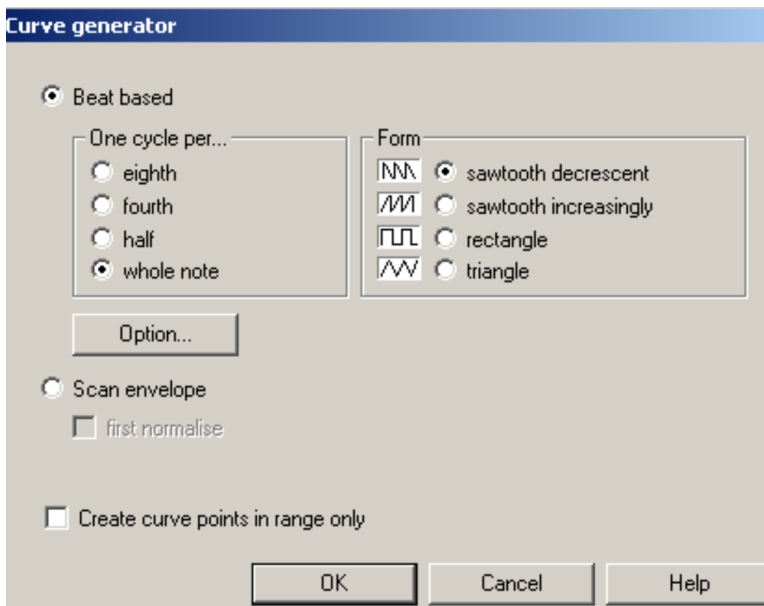 Curve generator
Beat based
One cycle per...
eighth
fourth
half
whole note
Form
sawtooth decrescent
sawtooth increasingly
rectangle
triangle
Option...
Scan envelope
first normalise
Create curve points in range only
OK Cancel Help